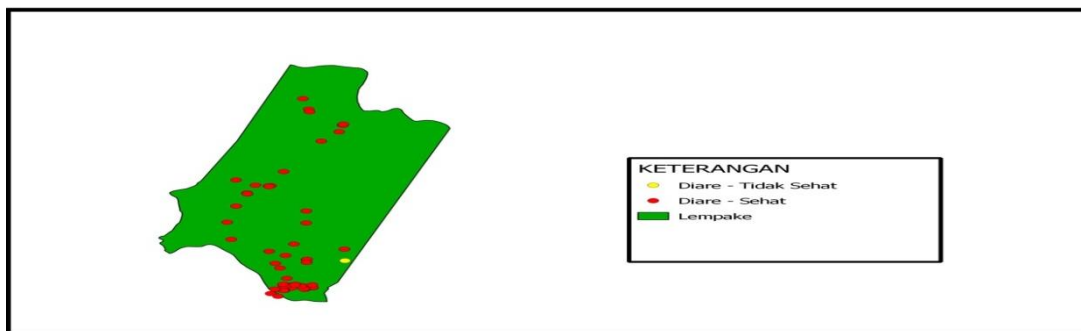 KETERANGAN
Diare - Tidak Sehat
Diare - Sehat
Lempake